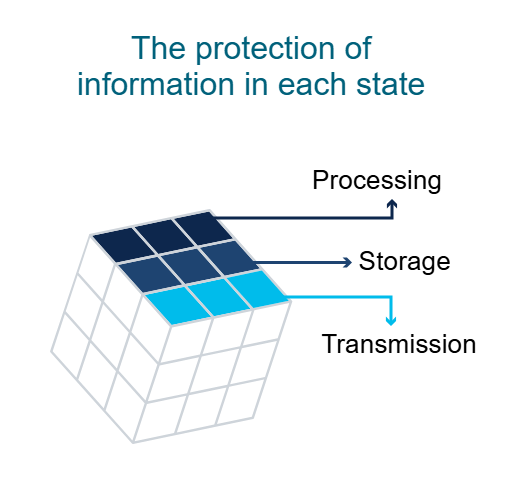 The protection of
information in each state
Processing
Storage
Transmission